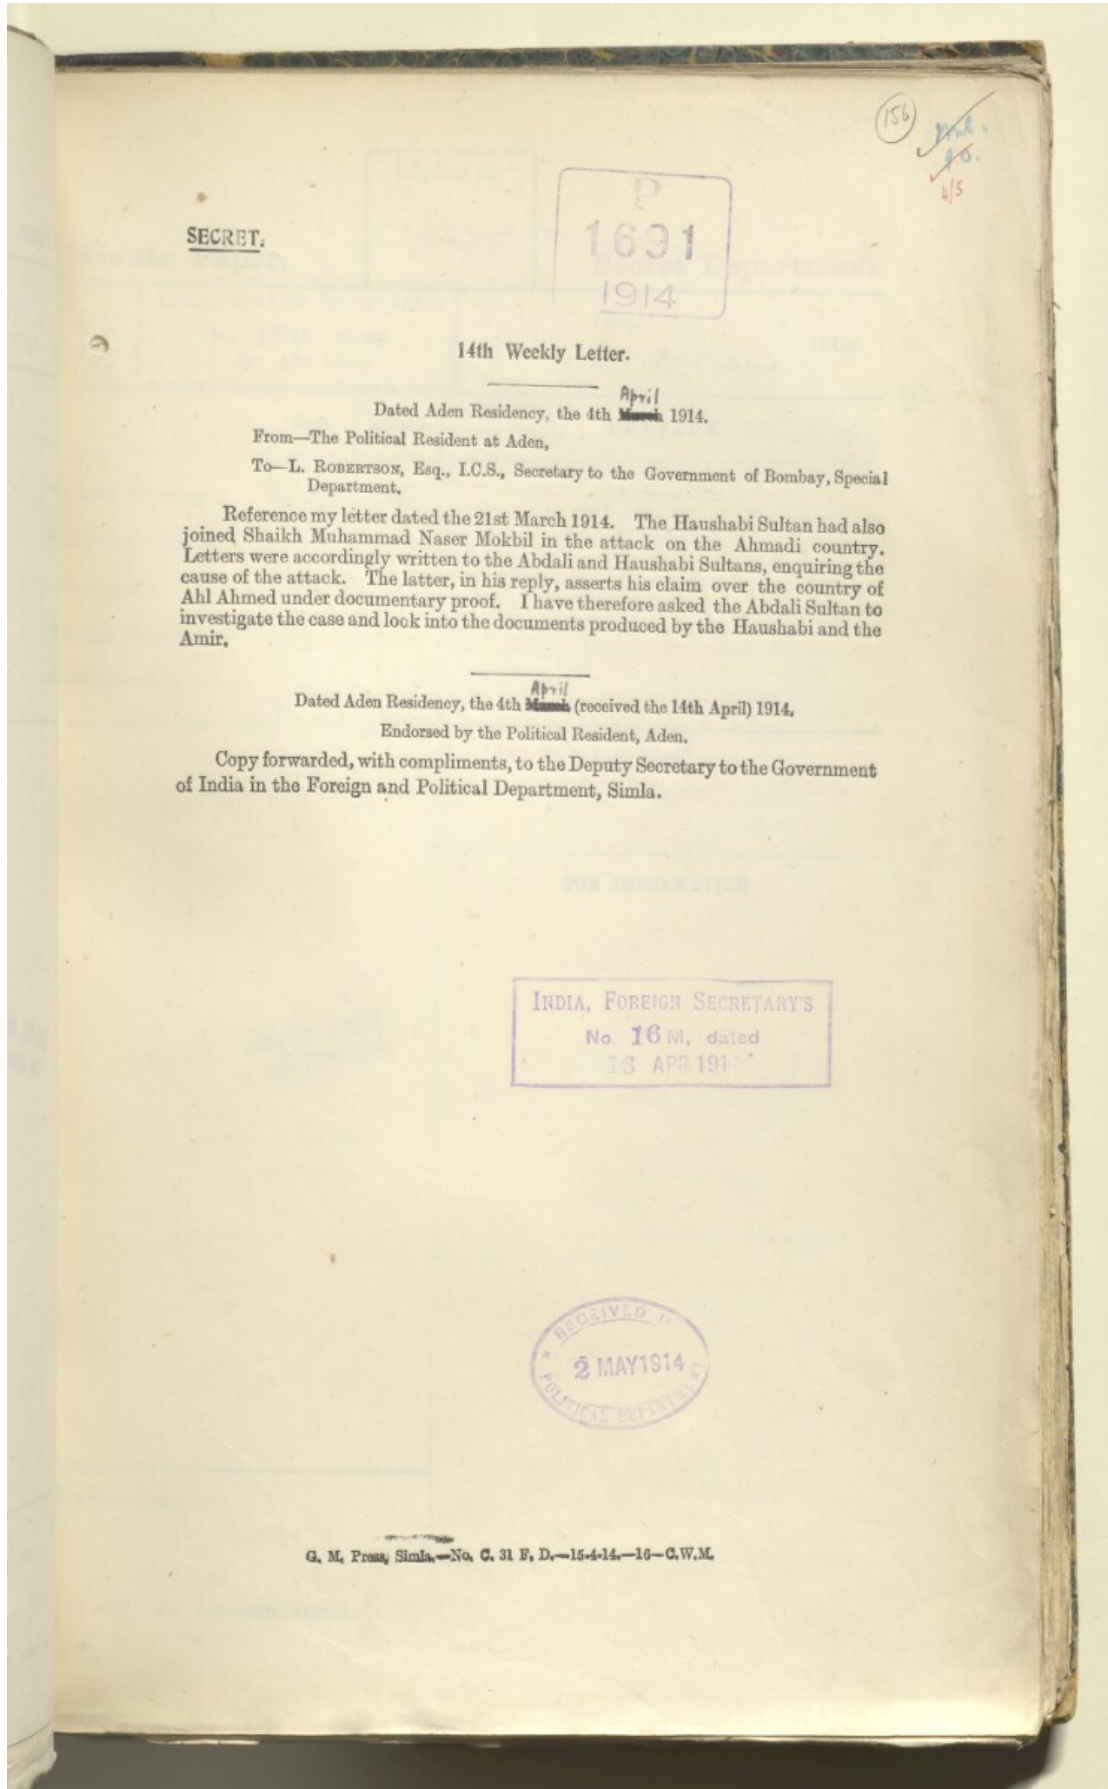 156
4/5
SECRET.
P
1691
1914
14th Weekly Letter.
April
Dated Aden Residency, the 4th March 1914.
From—The Political Resident at Aden,
To—L. ROBERTSON, Esq., I.C.S., Secretary to the Government of Bombay, Special
Department.
Reference my letter dated the 21st March 1914. The Haushabi Sultan had also
joined Shaikh Muhammad Naser Mokbil in the attack on the Ahmadi country.
Letters were accordingly written to the Abdali and Haushabi Sultans, enquiring the
cause of the attack. The latter, in his reply, asserts his claim over the country of
Ahl Ahmed under documentary proof. I have therefore asked the Abdali Sultan to
investigate the case and look into the documents produced by the Haushabi and the
Amir.
April
Dated Aden Residency, the 4th March (received the 14th April) 1914.
Endorsed by the Political Resident, Aden.
Copy forwarded, with compliments, to the Deputy Secretary to the Government
of India in the Foreign and Political Department, Simla.
INDIA, FOREIGN SECRETARY'S
No. 16 M, dated
16 APR 191
RECEIVED
2 MAY 1914
POLITICAL DEPARTMENT
G. M. Press, Simla.—No. C. 31 F. D.—15-4-14.—16—C.W.M.